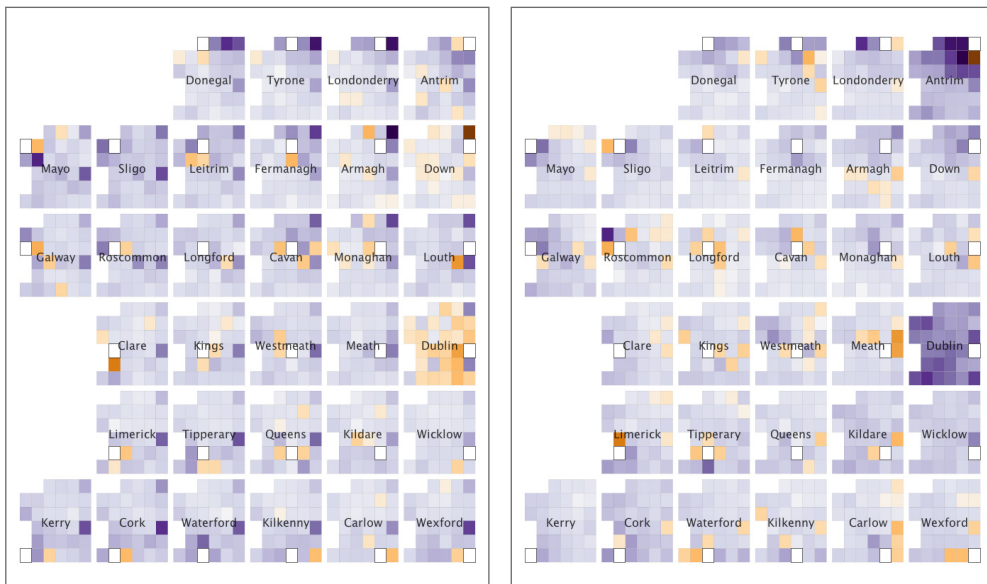 Donegal Tyrone Londonderry Antrim
Mayo Sligo Leitrim Fermanagh Armagh Down
Galway Roscommon Longford Cavan Monaghan Louth
Clare Kings Westmeath Meath Dublin
Limerick Tipperary Queens Kildare Wicklow
Kerry Cork Waterford Kilkenny Carlow Wexford
Donegal Tyrone Londonderry Antrim
Mayo Sligo Leitrim Fermanagh Armagh Down
Galway Roscommon Longford Cavan Monaghan Louth
Clare Kings Westmeath Meath Dublin
Limerick Tipperary Queens Kildare Wicklow
Kerry Cork Waterford Kilkenny Carlow Wexford